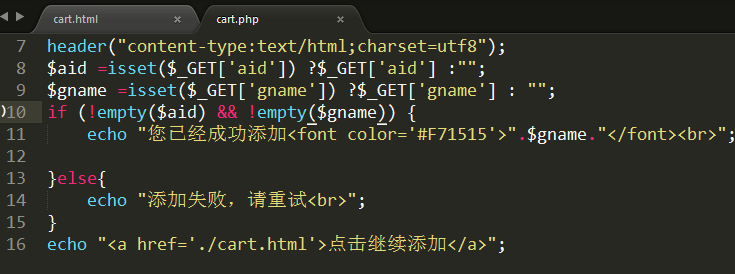 cart.html × cart.php ×
7 header("content-type:text/html;charset=utf8");
8 $aid =isset($_GET['aid']) ?$_GET['aid'] :"";
9 $gname =isset($_GET['gname']) ?$_GET['gname'] : "";
10 if (!empty($aid) && !empty($gname)) {
11 echo "您已经成功添加<font color='#F71515'>".$gname."</font><br>";
12
13 }else{
14 echo "添加失败，请重试<br>";
15 }
16 echo "<a href='./cart.html'>点击继续添加</a>";